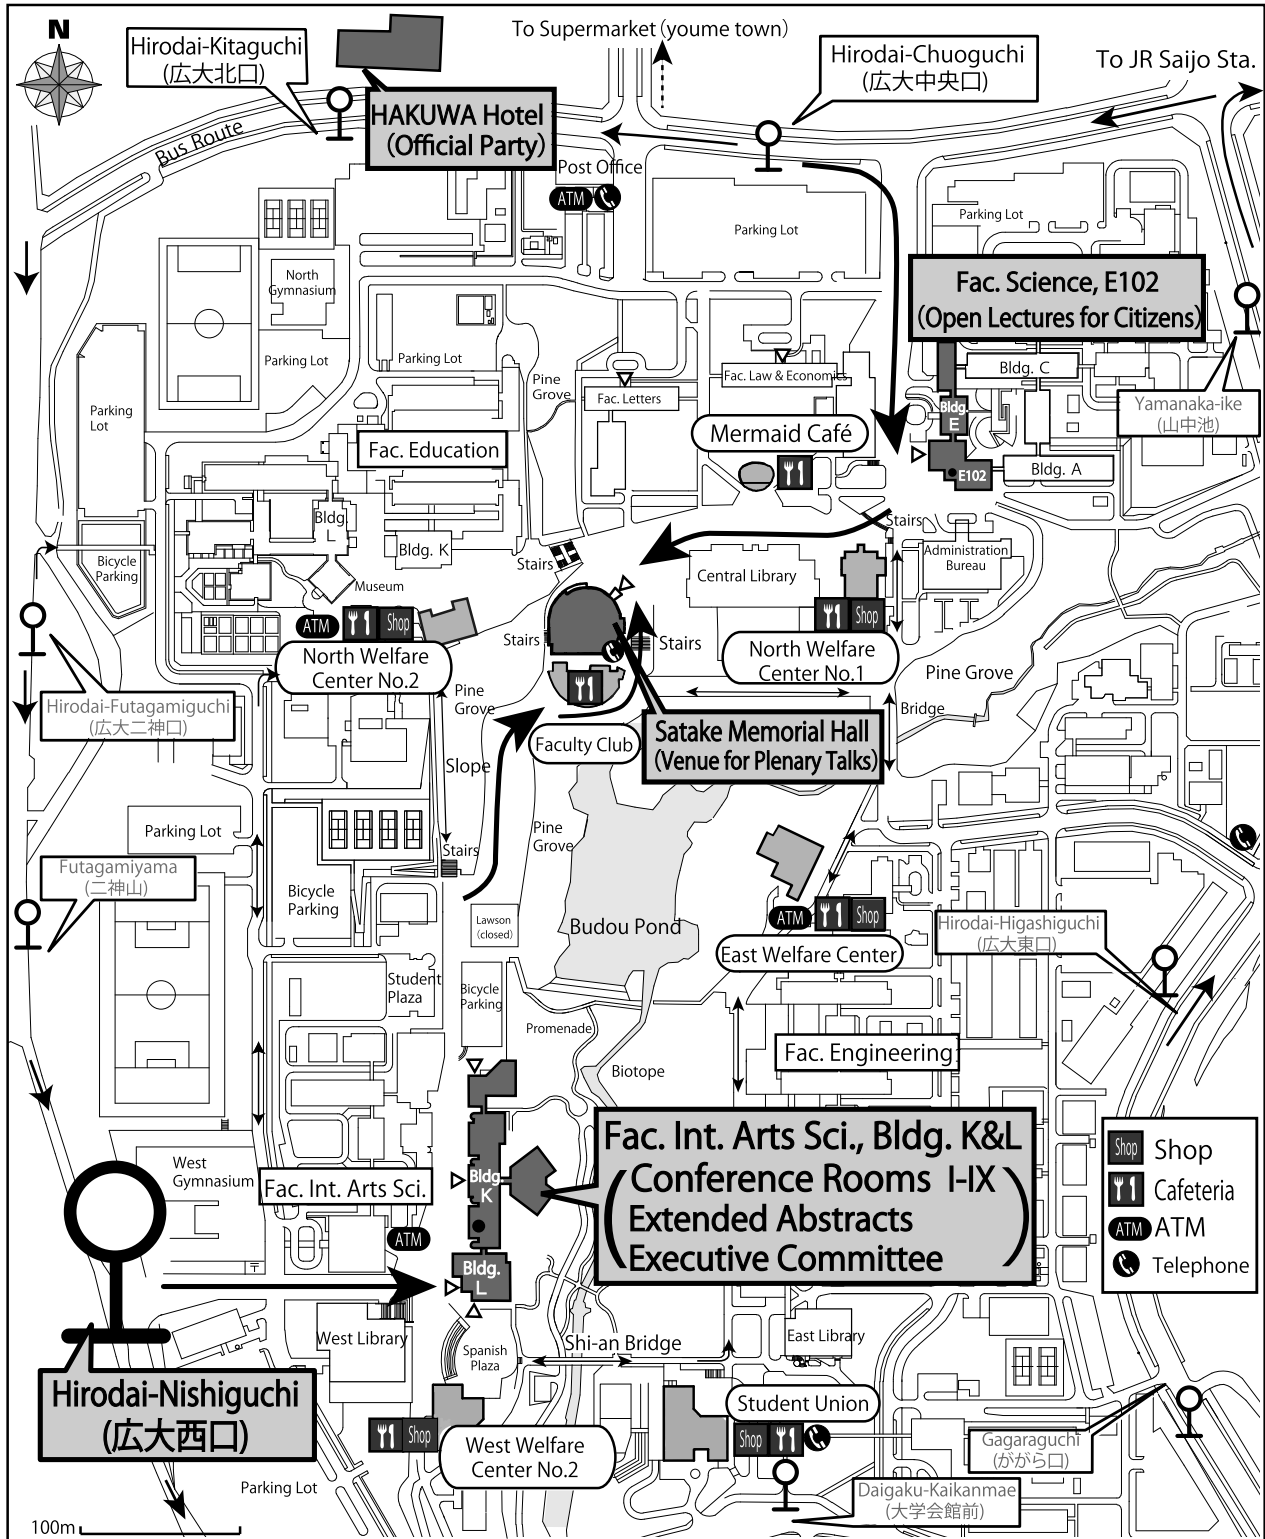 N
Hirodai-Kitaguchi
(広大北口)
To Supermarket (youme town)
Hirodai-Chuoguchi
(広大中央口)
To JR Saijo Sta.
HAKUWA Hotel
(Official Party)
Bus Route
Post Office
ATM
Parking Lot
Parking Lot
North
Gymnasium
Fac. Science, E102
(Open Lectures for Citizens)
Parking Lot
Parking Lot
Pine
Grove
Fac. Law & Economics
Fac. Letters
Bldg. C
Yamanaka-ike
(山中池)
Parking
Lot
Bldg.
E
Mermaid Café
Fac. Education
Bldg. A
E102
Bldg.
L
Bldg. K
Stairs
Stairs
Administration
Bureau
Bicycle
Parking
Museum
Central Library
ATM
Shop
Shop
Stairs
Stairs
North Welfare
Center No.2
North Welfare
Center No.1
Pine Grove
Hirodai-Futagamiguchi
(広大二神口)
Pine
Grove
Bridge
Faculty Club
Satake Memorial Hall
(Venue for Plenary Talks)
Slope
Parking Lot
Pine
Grove
Stairs
Futagamiyama
(二神山)
Bicycle
Parking
Lawson
(closed)
Budou Pond
ATM
Shop
East Welfare Center
Hirodai-Higashiguchi
(広大東口)
Student
Plaza
Bicycle
Parking
Promenade
Fac. Engineering
Biotope
Fac. Int. Arts Sci., Bldg. K&L
(Conference Rooms I-IX
Extended Abstracts
Executive Committee)
Shop
Shop
Cafeteria
ATM
ATM
Telephone
West
Gymnasium
Fac. Int. Arts Sci.
Bldg.
K
ATM
Bldg.
L
West Library
Spanish
Plaza
Shi-an Bridge
East Library
Hirodai-Nishiguchi
(広大西口)
Student Union
Shop
Shop
West Welfare
Center No.2
Gagaraguchi
(ががら口)
Daigaku-Kaikanmae
(大学会館前)
Parking Lot
100m